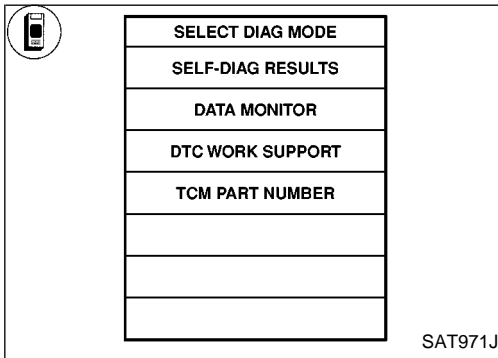 SELECT DIAG MODE
SELF-DIAG RESULTS
DATA MONITOR
DTC WORK SUPPORT
TCM PART NUMBER
SAT971J